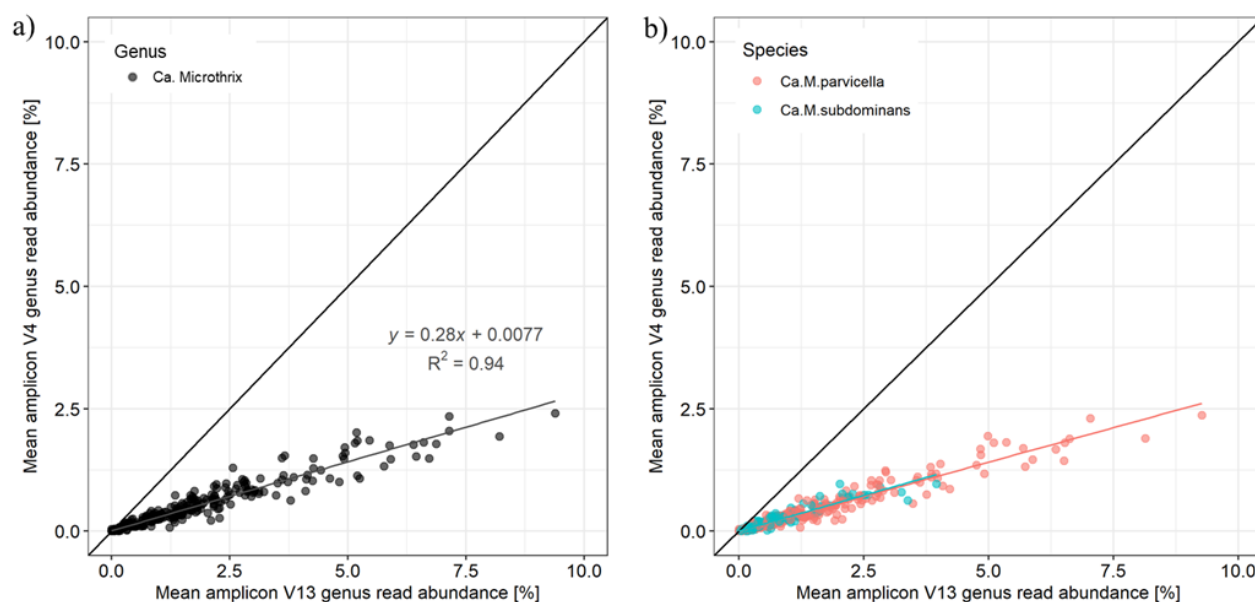 a)
Genus
Ca. Microthrix
Mean amplicon V4 genus read abundance [%]
10.0
7.5
5.0
2.5
0.0
y = 0.28x + 0.0077
R² = 0.94
0.0 2.5 5.0 7.5 10.0
Mean amplicon V13 genus read abundance [%]
b)
Species
Ca.M.parvicella
Ca.M.subdominans
Mean amplicon V4 genus read abundance [%]
10.0
7.5
5.0
2.5
0.0
0.0 2.5 5.0 7.5 10.0
Mean amplicon V13 genus read abundance [%]